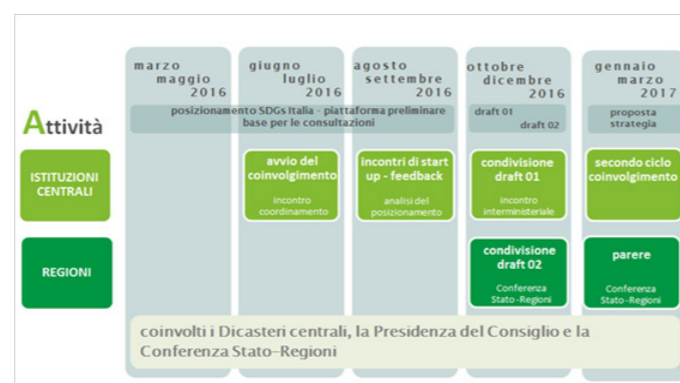 marzo
maggio
2016
giugno
luglio
2016
agosto
settembre
2016
ottobre
dicembre
2016
gennaio
marzo
2017
Attività
posizionamento SDGs Italia - piattaforma preliminare
base per le consultazioni
draft 01
draft 02
proposta
strategia
ISTITUZIONI
CENTRALI
avvio del
coinvolgimento
incontro
coordinamento
incontri di start
up - feedback
analisi del
posizionamento
condivisione
draft 01
incontro
interministeriale
secondo ciclo
coinvolgimento
REGIONI
condivisione
draft 02
Conferenza
Stato-Regioni
parere
Conferenza
Stato-Regioni
coinvolti i Dicasteri centrali, la Presidenza del Consiglio e la
Conferenza Stato-Regioni